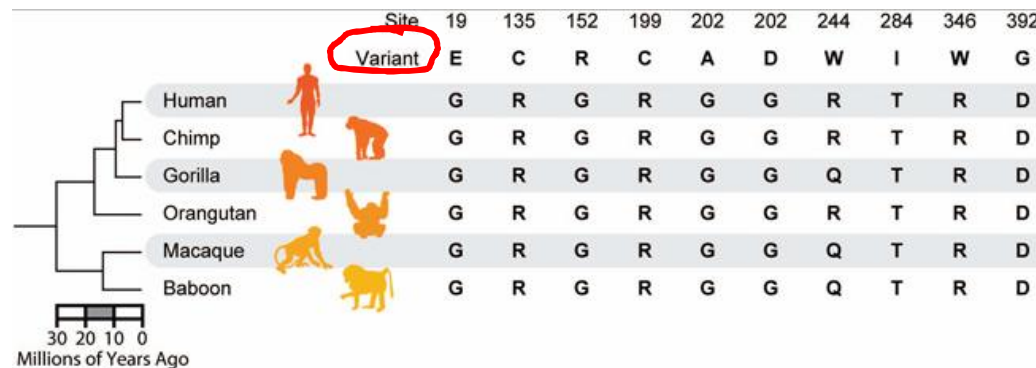 Site 19 135 152 199 202 202 244 284 346 392
Variant E C R C A D W I W G
Human G R G R G G R T R D
Chimp G R G R G G R T R D
Gorilla G R G R G G Q T R D
Orangutan G R G R G G R T R D
Macaque G R G R G G Q T R D
Baboon G R G R G G Q T R D
30 20 10 0
Millions of Years Ago